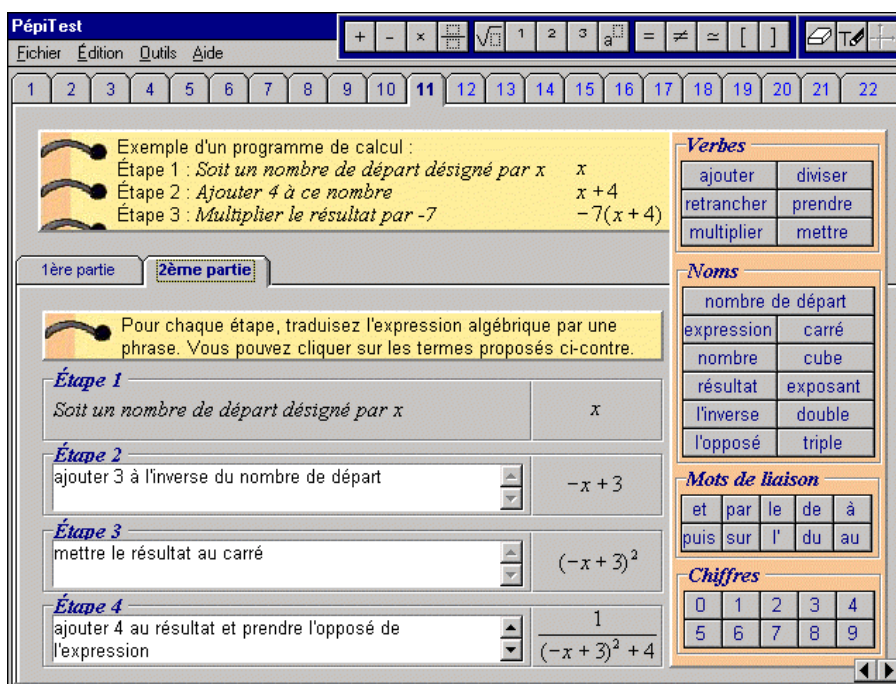 PépiTest
+ - × √ 1 2 3 a = ≠ ≃ [ ]
Fichier Édition Outils Aide
1 2 3 4 5 6 7 8 9 10 11 12 13 14 15 16 17 18 19 20 21 22
Exemple d'un programme de calcul :
Étape 1 : Soit un nombre de départ désigné par x x
Étape 2 : Ajouter 4 à ce nombre x + 4
Étape 3 : Multiplier le résultat par -7 −7(x + 4)
1ère partie 2ème partie
Pour chaque étape, traduisez l'expression algébrique par une
phrase. Vous pouvez cliquer sur les termes proposés ci-contre.
Étape 1
Soit un nombre de départ désigné par x x
Étape 2
ajouter 3 à l'inverse du nombre de départ −x + 3
Étape 3
mettre le résultat au carré (−x + 3)²
Étape 4
ajouter 4 au résultat et prendre l'opposé de
l'expression
1
(−x + 3)² + 4
Verbes
ajouter diviser
retrancher prendre
multiplier mettre
Noms
nombre de départ
expression carré
nombre cube
résultat exposant
l'inverse double
l'opposé triple
Mots de liaison
et par le de à
puis sur l' du au
Chiffres
0 1 2 3 4
5 6 7 8 9